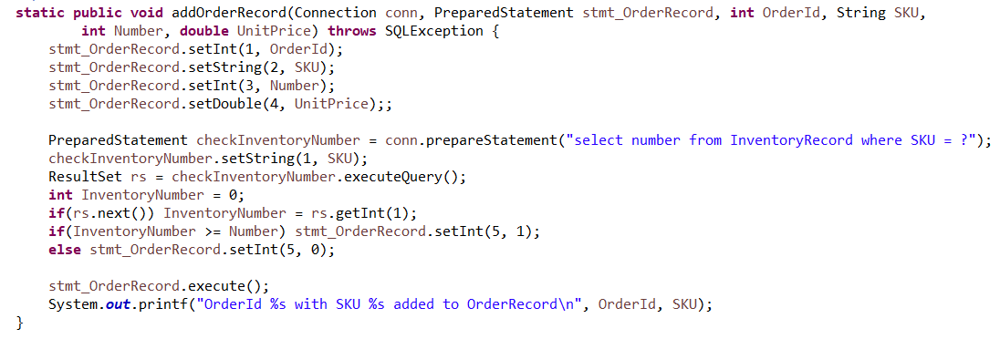 static public void addOrderRecord(Connection conn, PreparedStatement stmt_OrderRecord, int OrderId, String SKU,
        int Number, double UnitPrice) throws SQLException {
    stmt_OrderRecord.setInt(1, OrderId);
    stmt_OrderRecord.setString(2, SKU);
    stmt_OrderRecord.setInt(3, Number);
    stmt_OrderRecord.setDouble(4, UnitPrice);;

    PreparedStatement checkInventoryNumber = conn.prepareStatement("select number from InventoryRecord where SKU = ?");
    checkInventoryNumber.setString(1, SKU);
    ResultSet rs = checkInventoryNumber.executeQuery();
    int InventoryNumber = 0;
    if(rs.next()) InventoryNumber = rs.getInt(1);
    if(InventoryNumber >= Number) stmt_OrderRecord.setInt(5, 1);
    else stmt_OrderRecord.setInt(5, 0);

    stmt_OrderRecord.execute();
    System.out.printf("OrderId %s with SKU %s added to OrderRecord\n", OrderId, SKU);
}